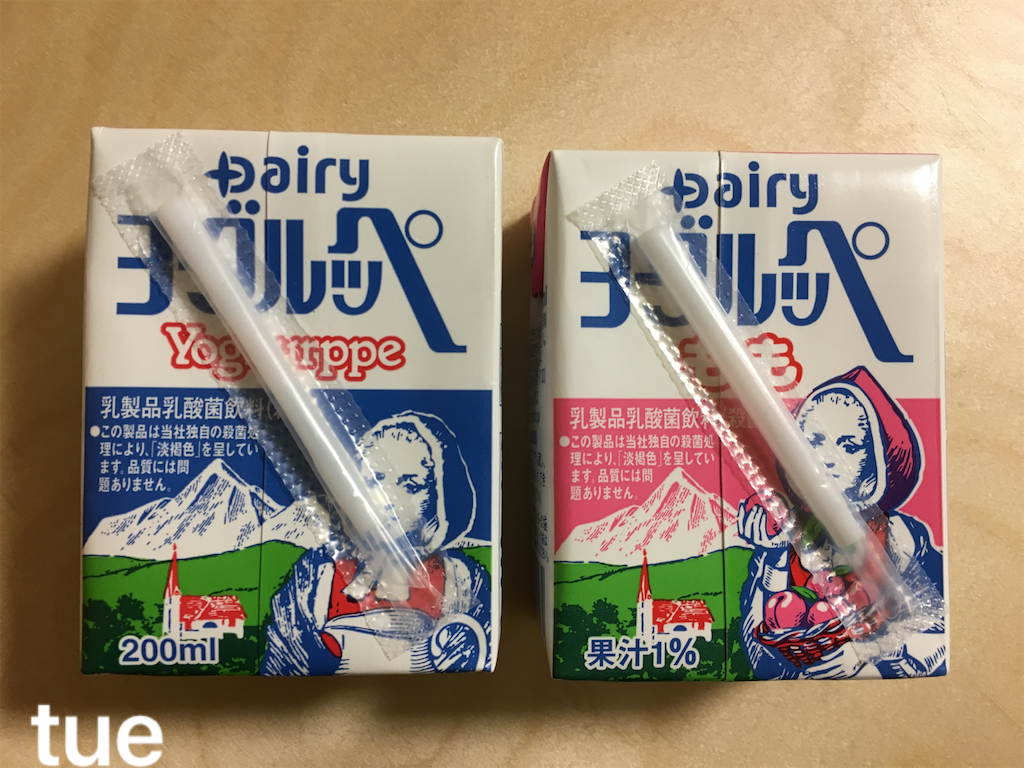 Dairy
ヨーグルッペ
Yoghurppe
乳製品乳酸菌飲料
●この製品は当社独自の殺菌処
理により、「淡褐色」を呈してい
ます。品質には問
題ありません。
200ml
Dairy
ヨーグルッペ
もも
乳製品乳酸菌飲料(殺菌
●この製品は当社独自の殺菌処
理により、「淡褐色」を呈してい
ます。品質には問
題ありません。
果汁1%
tue